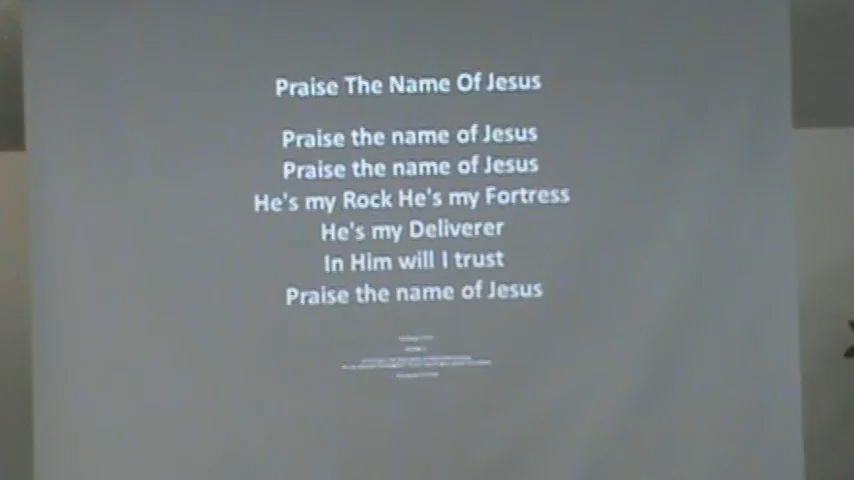 Praise The Name Of Jesus
Praise the name of Jesus
Praise the name of Jesus
He's my Rock He's my Fortress
He's my Deliverer
In Him will I trust
Praise the name of Jesus